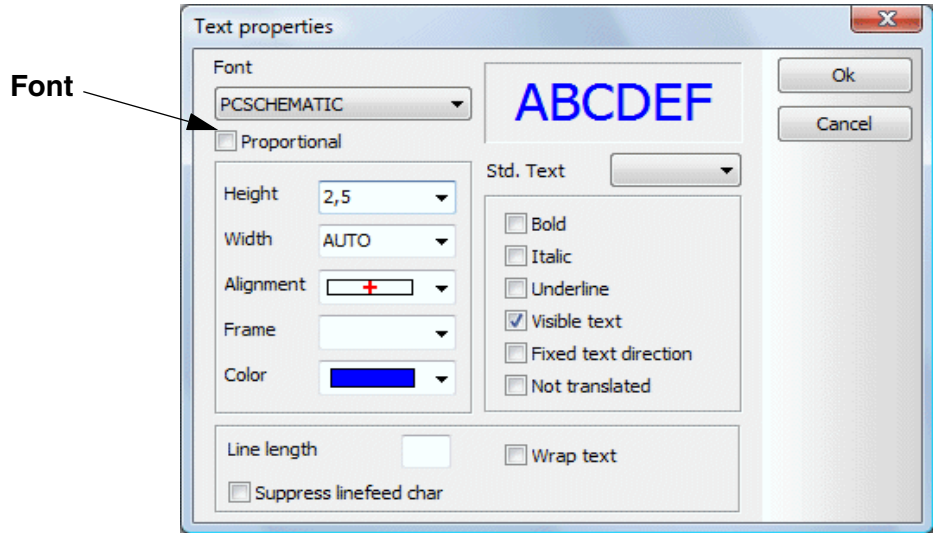 Text properties
Font
Font
PCSCHEMATIC
Proportional
ABCDEF
Ok
Cancel
Std. Text
Height
2,5
Width
AUTO
Alignment
Frame
Color
Bold
Italic
Underline
Visible text
Fixed text direction
Not translated
Line length
Wrap text
Suppress linefeed char